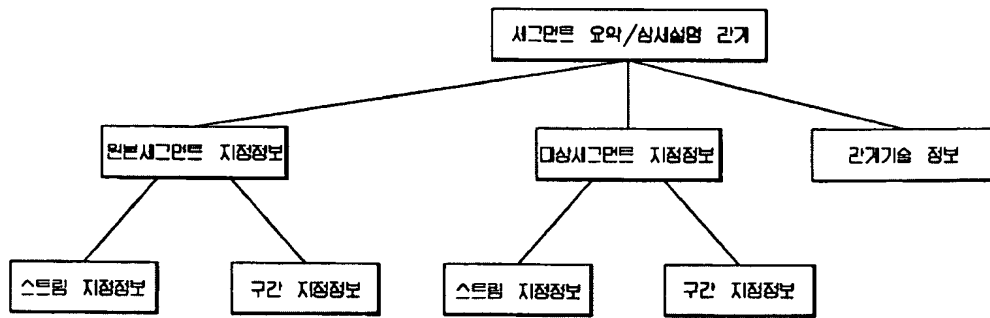 세그먼트 요약/상세설명 관계
원본세그먼트 지정정보
대상세그먼트 지정정보
관계기술 정보
스트림 지정정보
구간 지정정보
스트림 지정정보
구간 지정정보